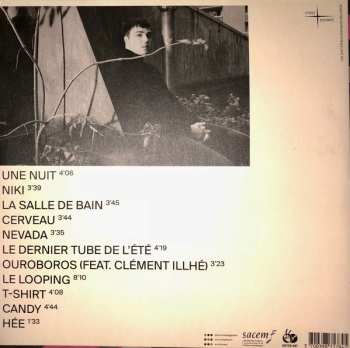 UNE NUIT 4'06
NIKI 3'39
LA SALLE DE BAIN 3'45
CERVEAU 3'44
NEVADA 3'35
LE DERNIER TUBE DE L'ÉTÉ 4'19
OUROBOROS (FEAT. CLÉMENT ILLHÉ) 3'23
LE LOOPING 8'10
T-SHIRT 4'08
CANDY 4'44
HÉE 1'33
sacem